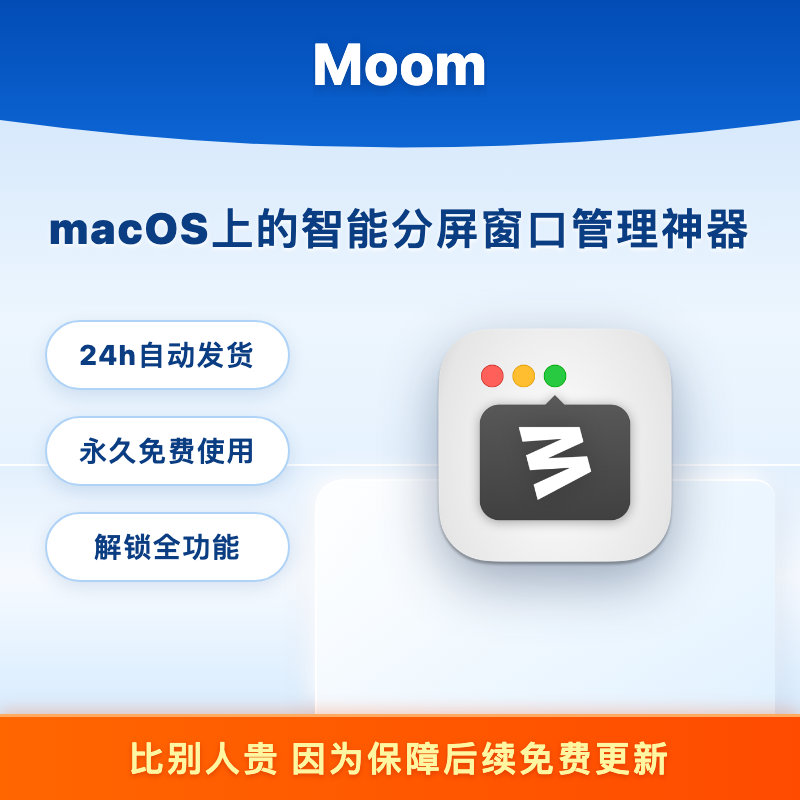 Moom
macOS上的智能分屏窗口管理神器
24h自动发货
永久免费使用
解锁全功能
比别人贵 因为保障后续免费更新